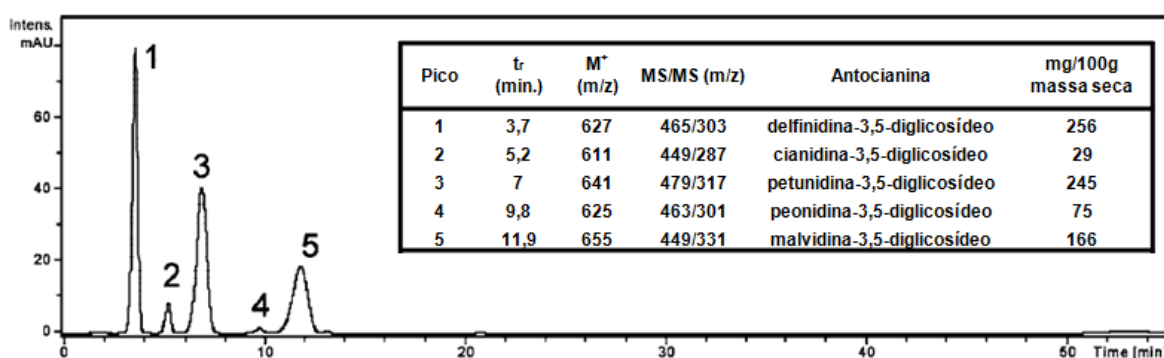 Intens.
mAU
60
40
20
0
1
2
3
4
5
0
10
20
30
40
50
Time [min]
Pico tr (min.) M+ (m/z) MS/MS (m/z) Antocianina mg/100g massa seca
1 3,7 627 465/303 delfinidina-3,5-diglicosídeo 256
2 5,2 611 449/287 cianidina-3,5-diglicosídeo 29
3 7 641 479/317 petunidina-3,5-diglicosídeo 245
4 9,8 625 463/301 peonidina-3,5-diglicosídeo 75
5 11,9 655 449/331 malvidina-3,5-diglicosídeo 166